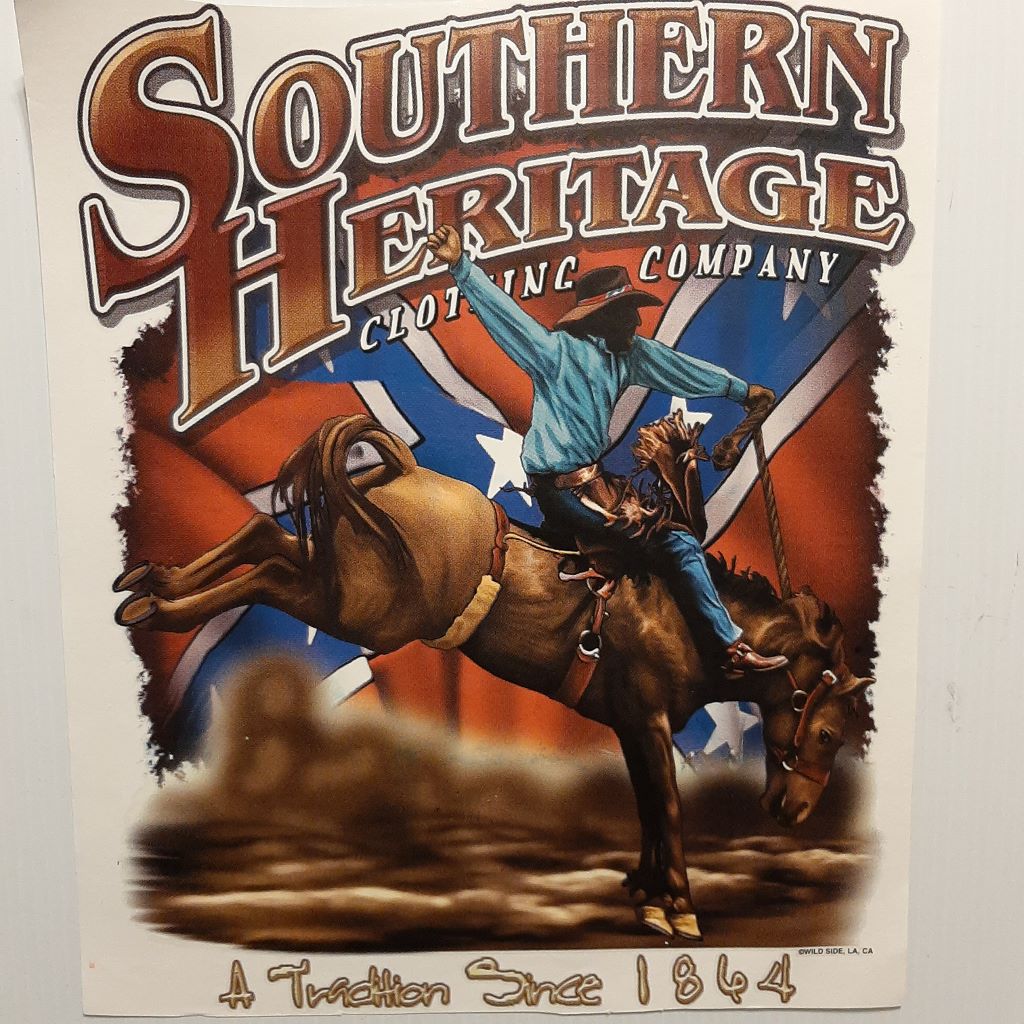 SOUTHERN
HERITAGE
CLOTHING COMPANY
©WILD SIDE, LA, CA
A Tradition Since 1864